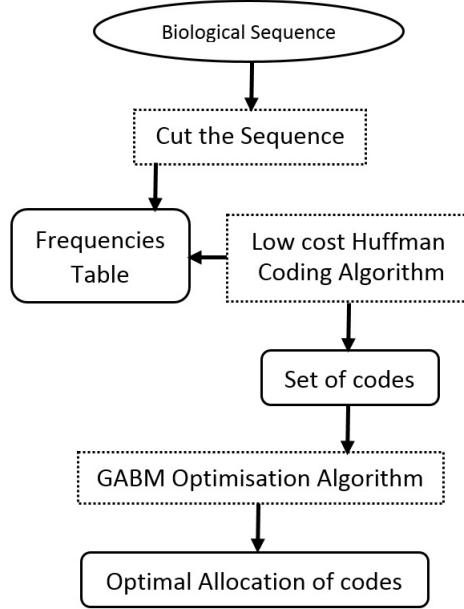 Biological Sequence
Cut the Sequence
Frequencies
Table
Low cost Huffman
Coding Algorithm
Set of codes
GABM Optimisation Algorithm
Optimal Allocation of codes